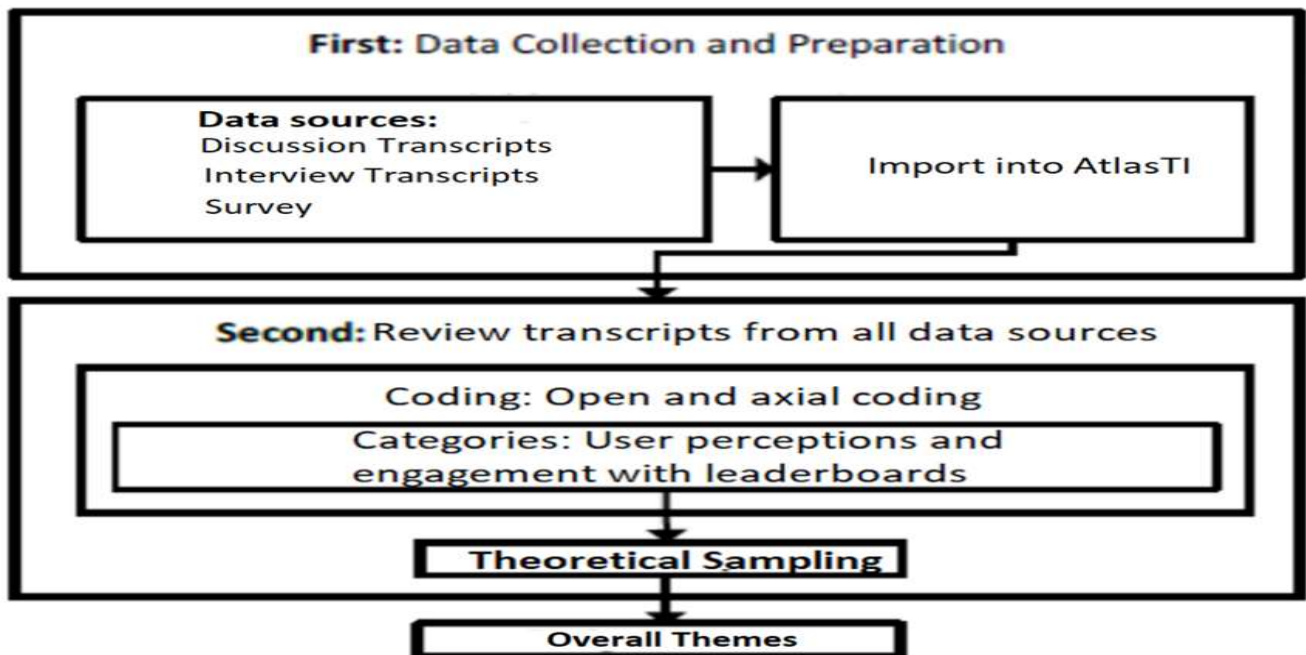 First: Data Collection and Preparation
Data sources:
Discussion Transcripts
Interview Transcripts
Survey
Import into AtlasTI
Second: Review transcripts from all data sources
Coding: Open and axial coding
Categories: User perceptions and
engagement with leaderboards
Theoretical Sampling
Overall Themes